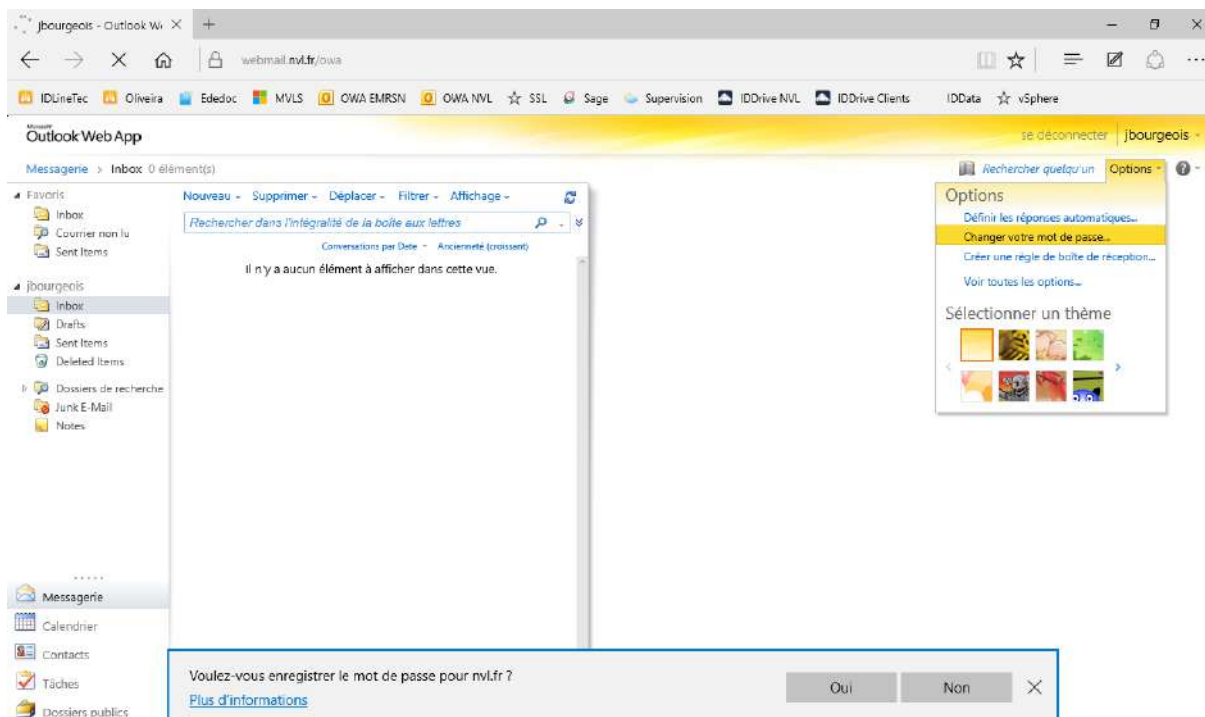 jbourgeois - Outlook W
webmail.nvl.fr/owa
IDLineTec Oliveira Ededoc MVLS OWA EMRSN OWA NVL SSL Sage Supervision IDDrive NVL IDDrive Clients IDData vSphere
Microsoft
Outlook Web App
se déconnecter jbourgeois
Messagerie > Inbox 0 élément(s)
Rechercher quelqu'un Options
Favoris
Inbox
Courrier non lu
Sent Items
jbourgeois
Inbox
Drafts
Sent Items
Deleted Items
Dossiers de recherche
Junk E-Mail
Notes
Nouveau Supprimer Déplacer Filtrer Affichage
Rechercher dans l'intégralité de la boîte aux lettres
Conversations par Date Ancienneté (croissant)
Il n'y a aucun élément à afficher dans cette vue.
Options
Définir les réponses automatiques...
Changer votre mot de passe...
Créer une règle de boîte de réception...
Voir toutes les options...
Sélectionner un thème
Messagerie
Calendrier
Contacts
Tâches
Dossiers publics
Voulez-vous enregistrer le mot de passe pour nvl.fr ?
Plus d'informations
Oui Non